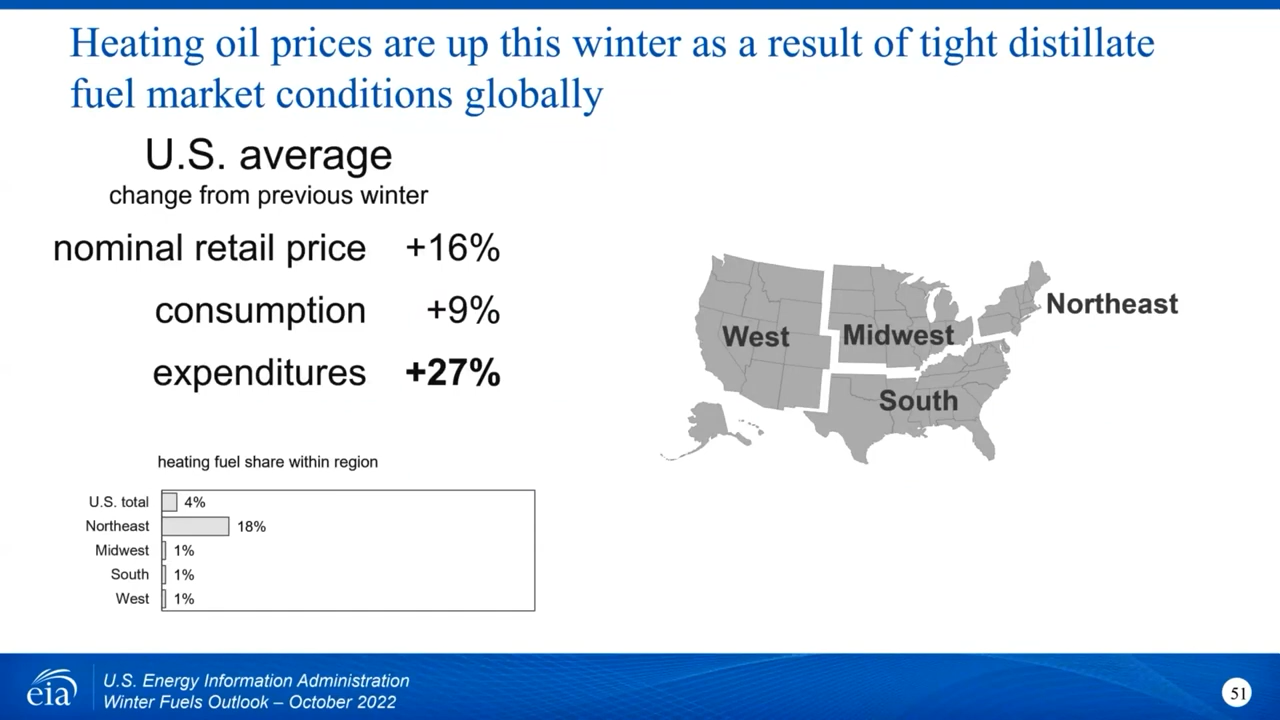 Heating oil prices are up this winter as a result of tight distillate
fuel market conditions globally
U.S. average
change from previous winter
nominal retail price +16%
consumption +9%
expenditures +27%
West
Midwest
Northeast
South
heating fuel share within region
U.S. total 4%
Northeast 18%
Midwest 1%
South 1%
West 1%
eia
U.S. Energy Information Administration
Winter Fuels Outlook – October 2022
51